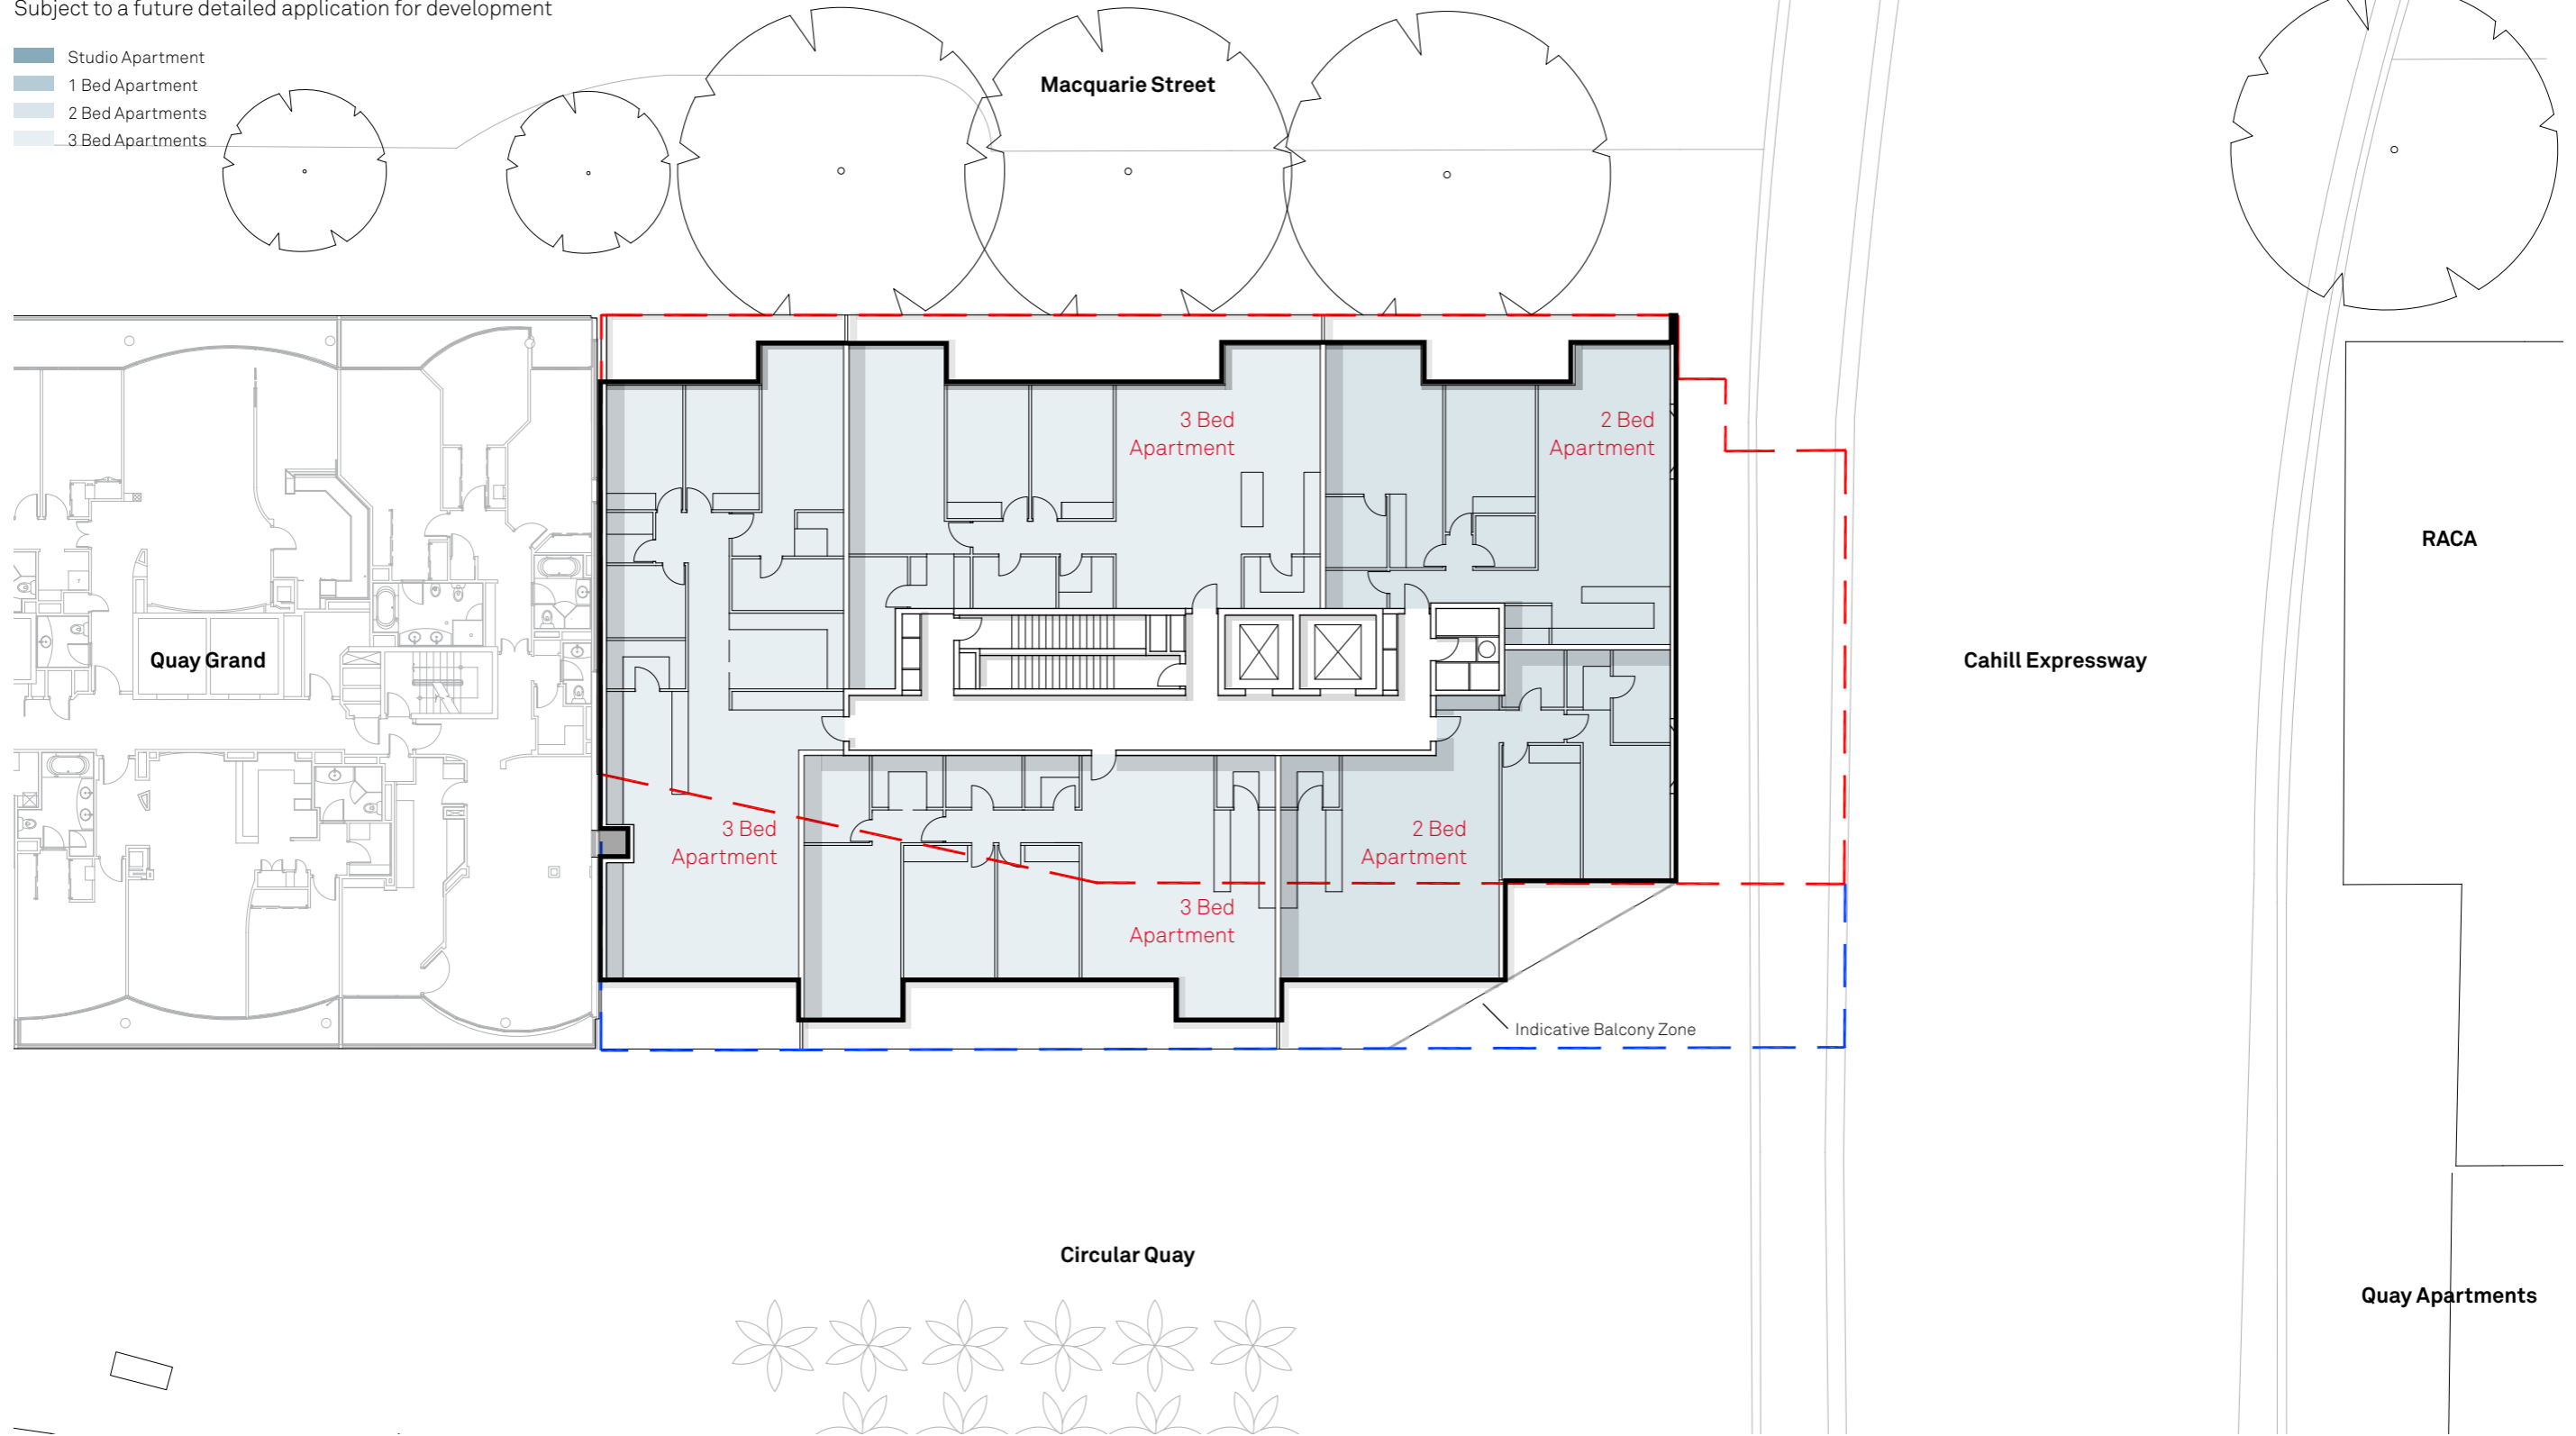 Subject to a future detailed application for development
Studio Apartment
1 Bed Apartment
2 Bed Apartments
3 Bed Apartments
Macquarie Street
3 Bed
Apartment
2 Bed
Apartment
RACA
Quay Grand
Cahill Expressway
3 Bed
Apartment
2 Bed
Apartment
3 Bed
Apartment
Indicative Balcony Zone
Circular Quay
Quay Apartments